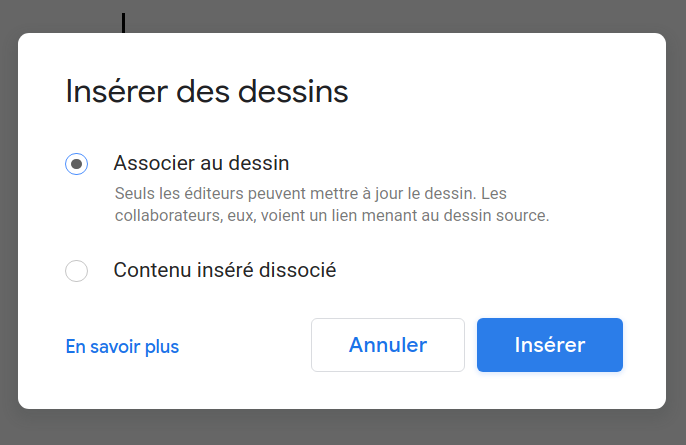 Insérer des dessins
Associer au dessin
Seuls les éditeurs peuvent mettre à jour le dessin. Les
collaborateurs, eux, voient un lien menant au dessin source.
Contenu inséré dissocié
En savoir plus
Annuler
Insérer